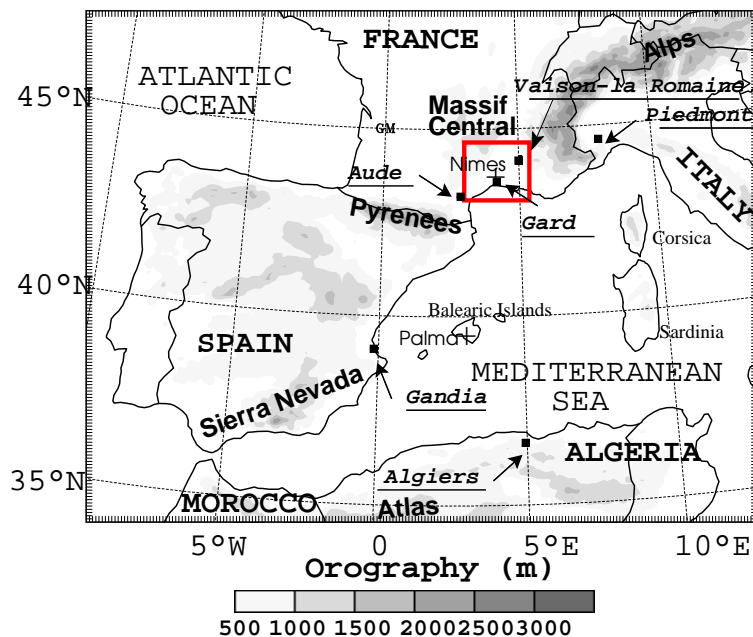 FRANCE
Alps
ATLANTIC
OCEAN
Vaison-la Romaine
45°N
Massif
Central
Piedmont
GM
Nimes
Aude
ITALY
Pyrenees
Gard
Corsica
40°N
Balearic Islands
Palma
Sardinia
SPAIN
MEDITERRANEAN
SEA
Sierra Nevada
Gandia
ALGERIA
35°N
Algiers
MOROCCO
Atlas
5°W
0
5°E
10°E
Orography (m)
500 1000 1500 2000 2500 3000